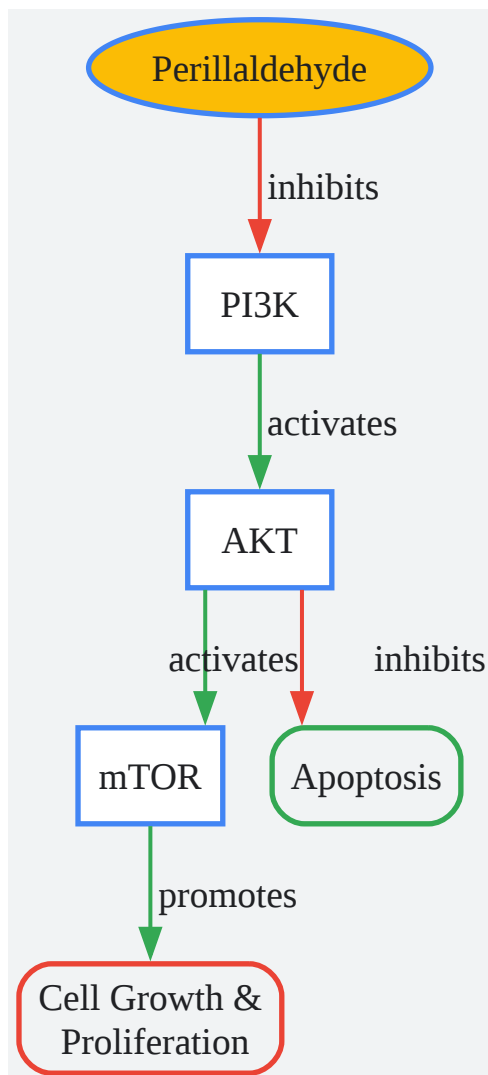 Perillaldehyde
inhibits
PI3K
activates
AKT
activates
inhibits
mTOR
Apoptosis
promotes
Cell Growth &
Proliferation